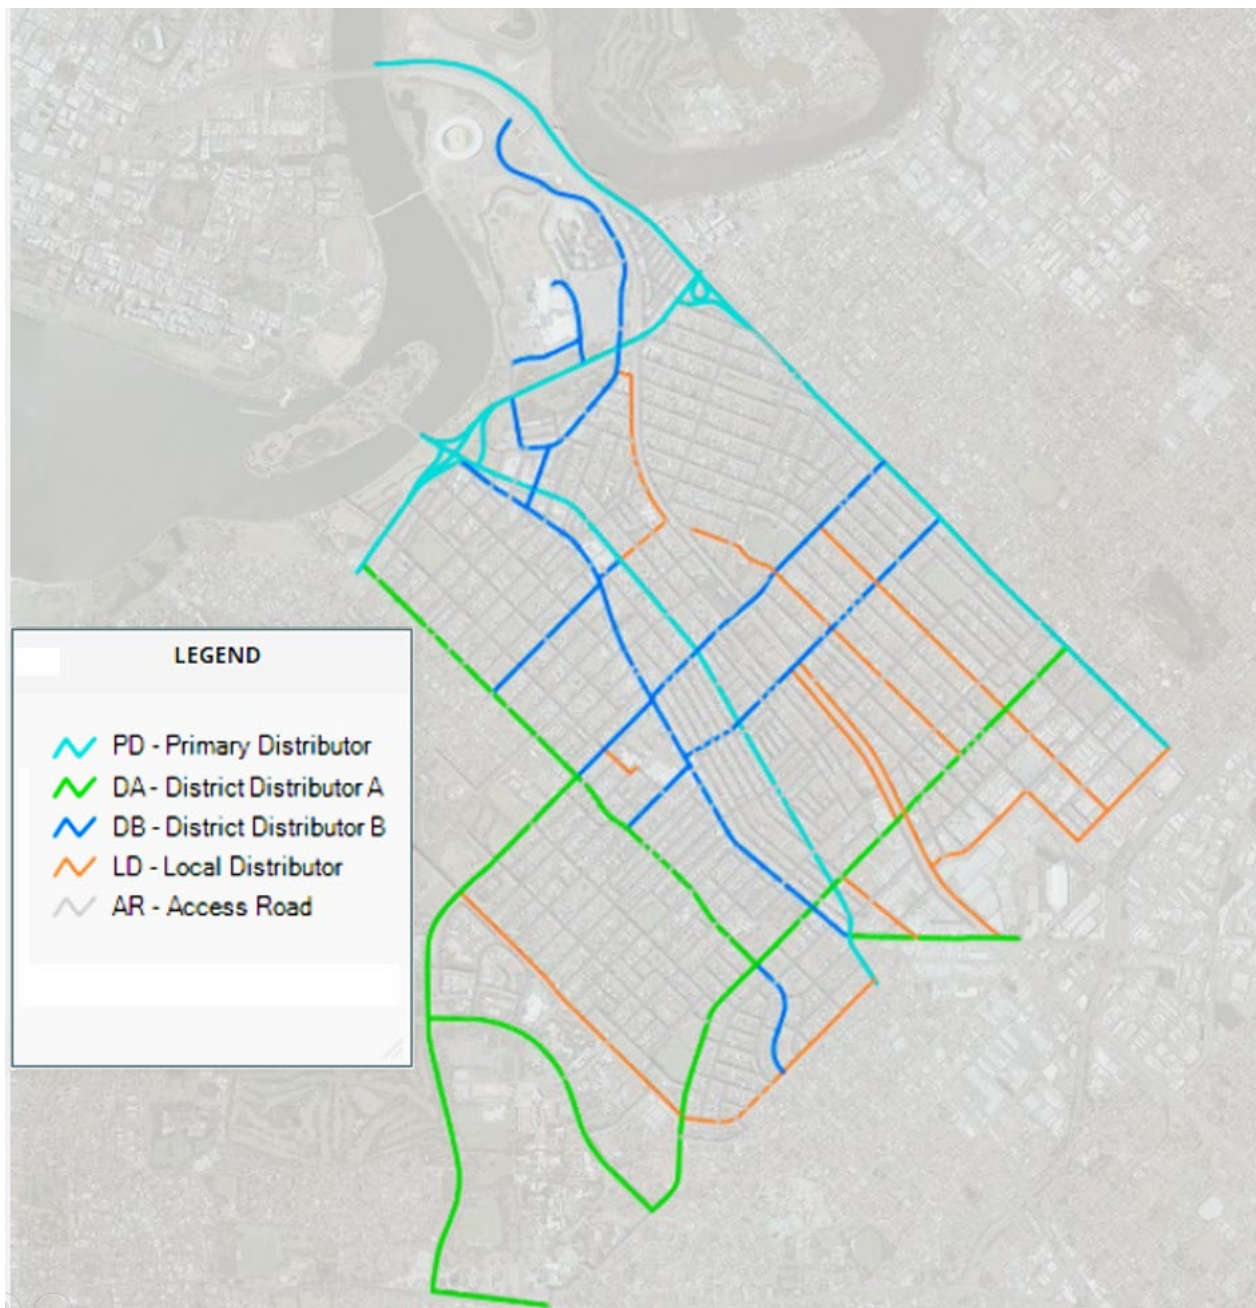 LEGEND
PD - Primary Distributor
DA - District Distributor A
DB - District Distributor B
LD - Local Distributor
AR - Access Road